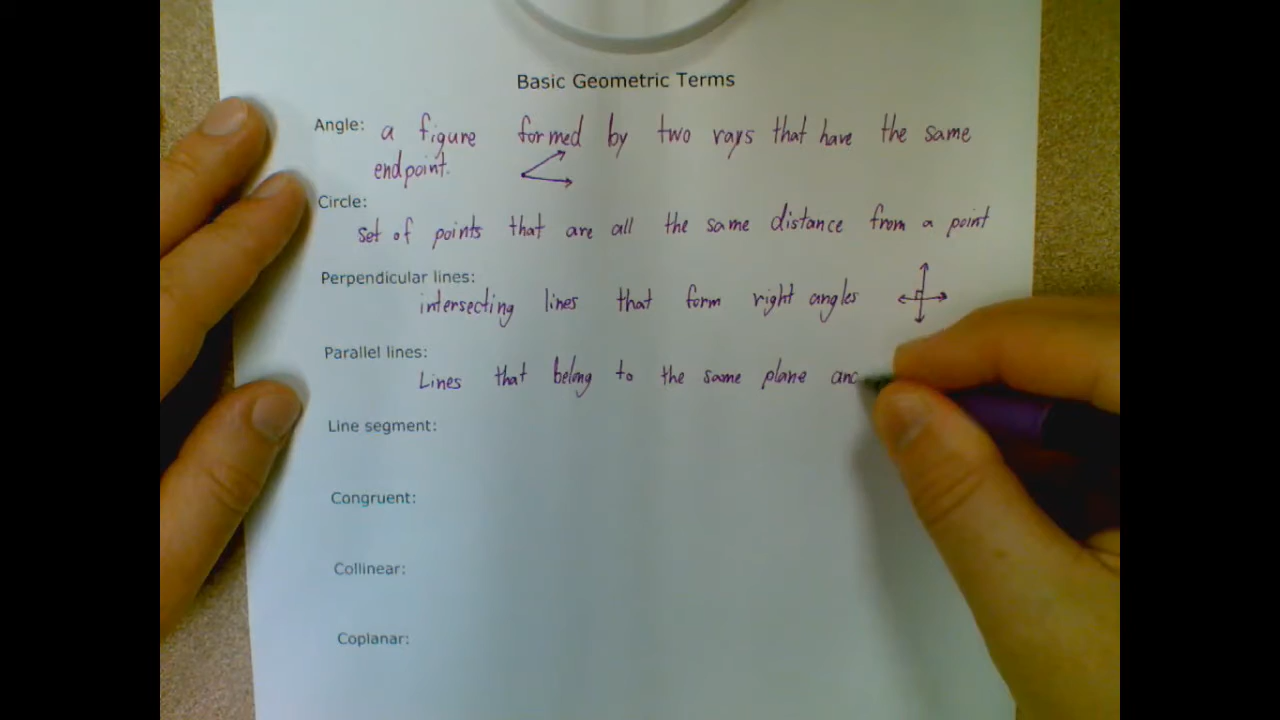 Basic Geometric Terms
Angle: a figure formed by two rays that have the same
endpoint.
Circle:
set of points that are all the same distance from a point
Perpendicular lines:
intersecting lines that form right angles
Parallel lines:
Lines that belong to the same plane anc
Line segment:
Congruent:
Collinear:
Coplanar: